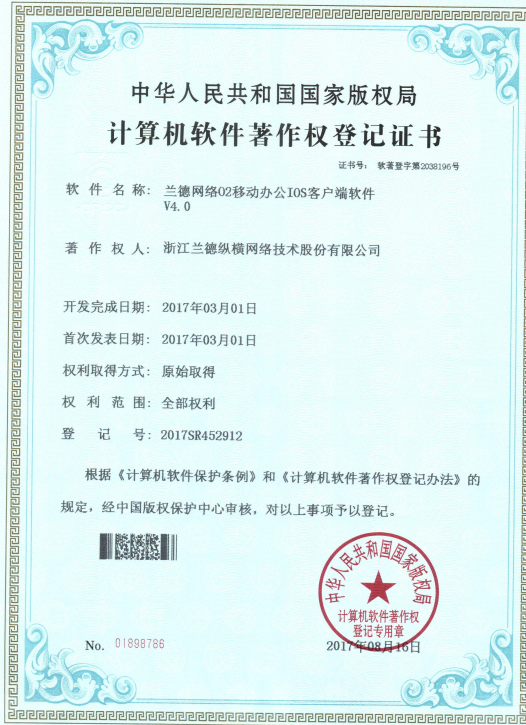 中华人民共和国国家版权局
计算机软件著作权登记证书
证书号： 软著登字第2038196号
软件名称： 兰德网络O2移动办公IOS客户端软件
V4.0
著作权人： 浙江兰德纵横网络技术股份有限公司
开发完成日期： 2017年03月01日
首次发表日期： 2017年03月01日
权利取得方式： 原始取得
权利范围： 全部权利
登记号： 2017SR452912
根据《计算机软件保护条例》和《计算机软件著作权登记办法》的
规定，经中国版权保护中心审核，对以上事项予以登记。
中华人民共和国国家版权局
计算机软件著作权
登记专用章
No. 01898786
2017年08月16日